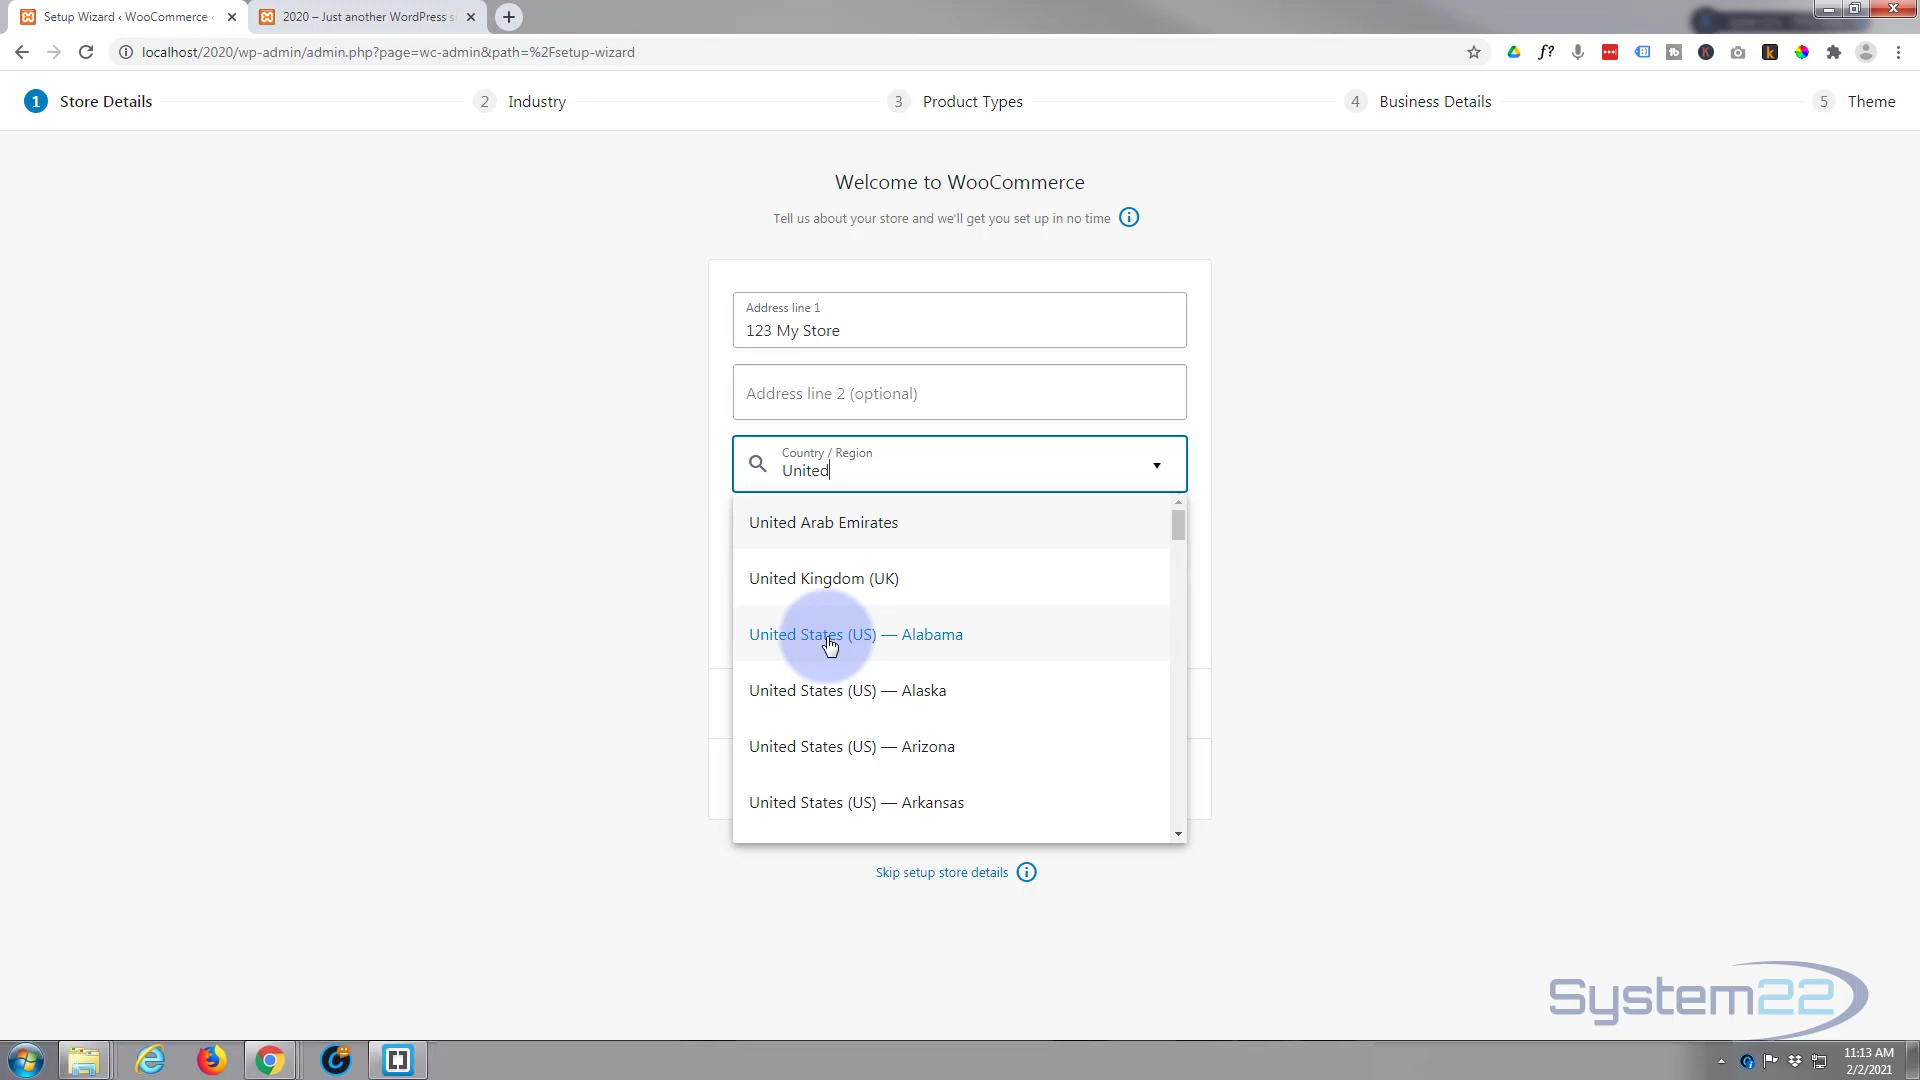 Setup Wizard ‹ WooCommerce ‹
2020 – Just another WordPress s
localhost/2020/wp-admin/admin.php?page=wc-admin&path=%2Fsetup-wizard
1 Store Details
2 Industry
3 Product Types
4 Business Details
5 Theme
Welcome to WooCommerce
Tell us about your store and we'll get you set up in no time
Address line 1
123 My Store
Address line 2 (optional)
Country / Region
United
United Arab Emirates
United Kingdom (UK)
United States (US) — Alabama
United States (US) — Alaska
United States (US) — Arizona
United States (US) — Arkansas
Skip setup store details
System22
11:13 AM
2/2/2021